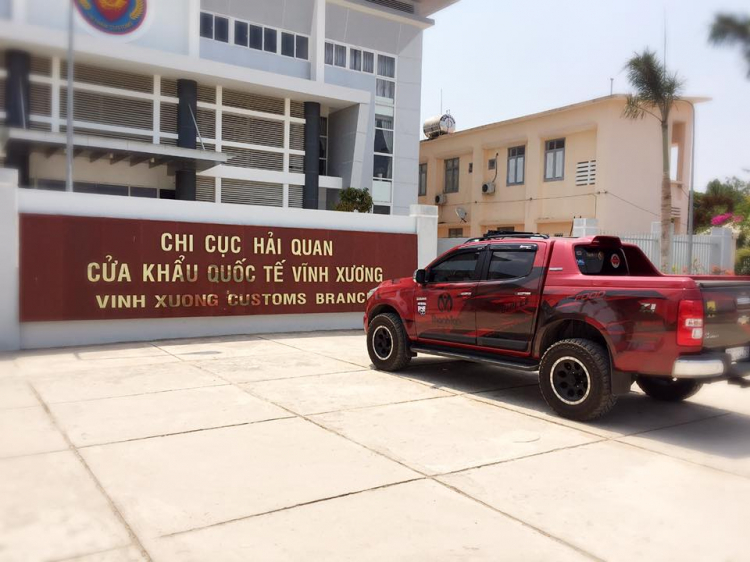 CHI CỤC HẢI QUAN
CỬA KHẨU QUỐC TẾ VĨNH XƯƠNG
VINH XUONG CUSTOMS BRANCH